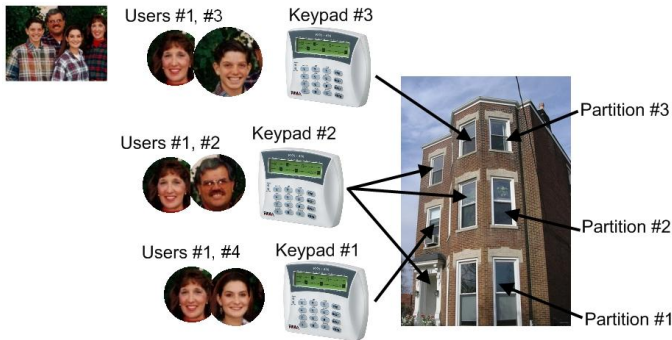 Users #1, #3
Keypad #3
Partition #3
Users #1, #2
Keypad #2
Partition #2
Users #1, #4
Keypad #1
Partition #1